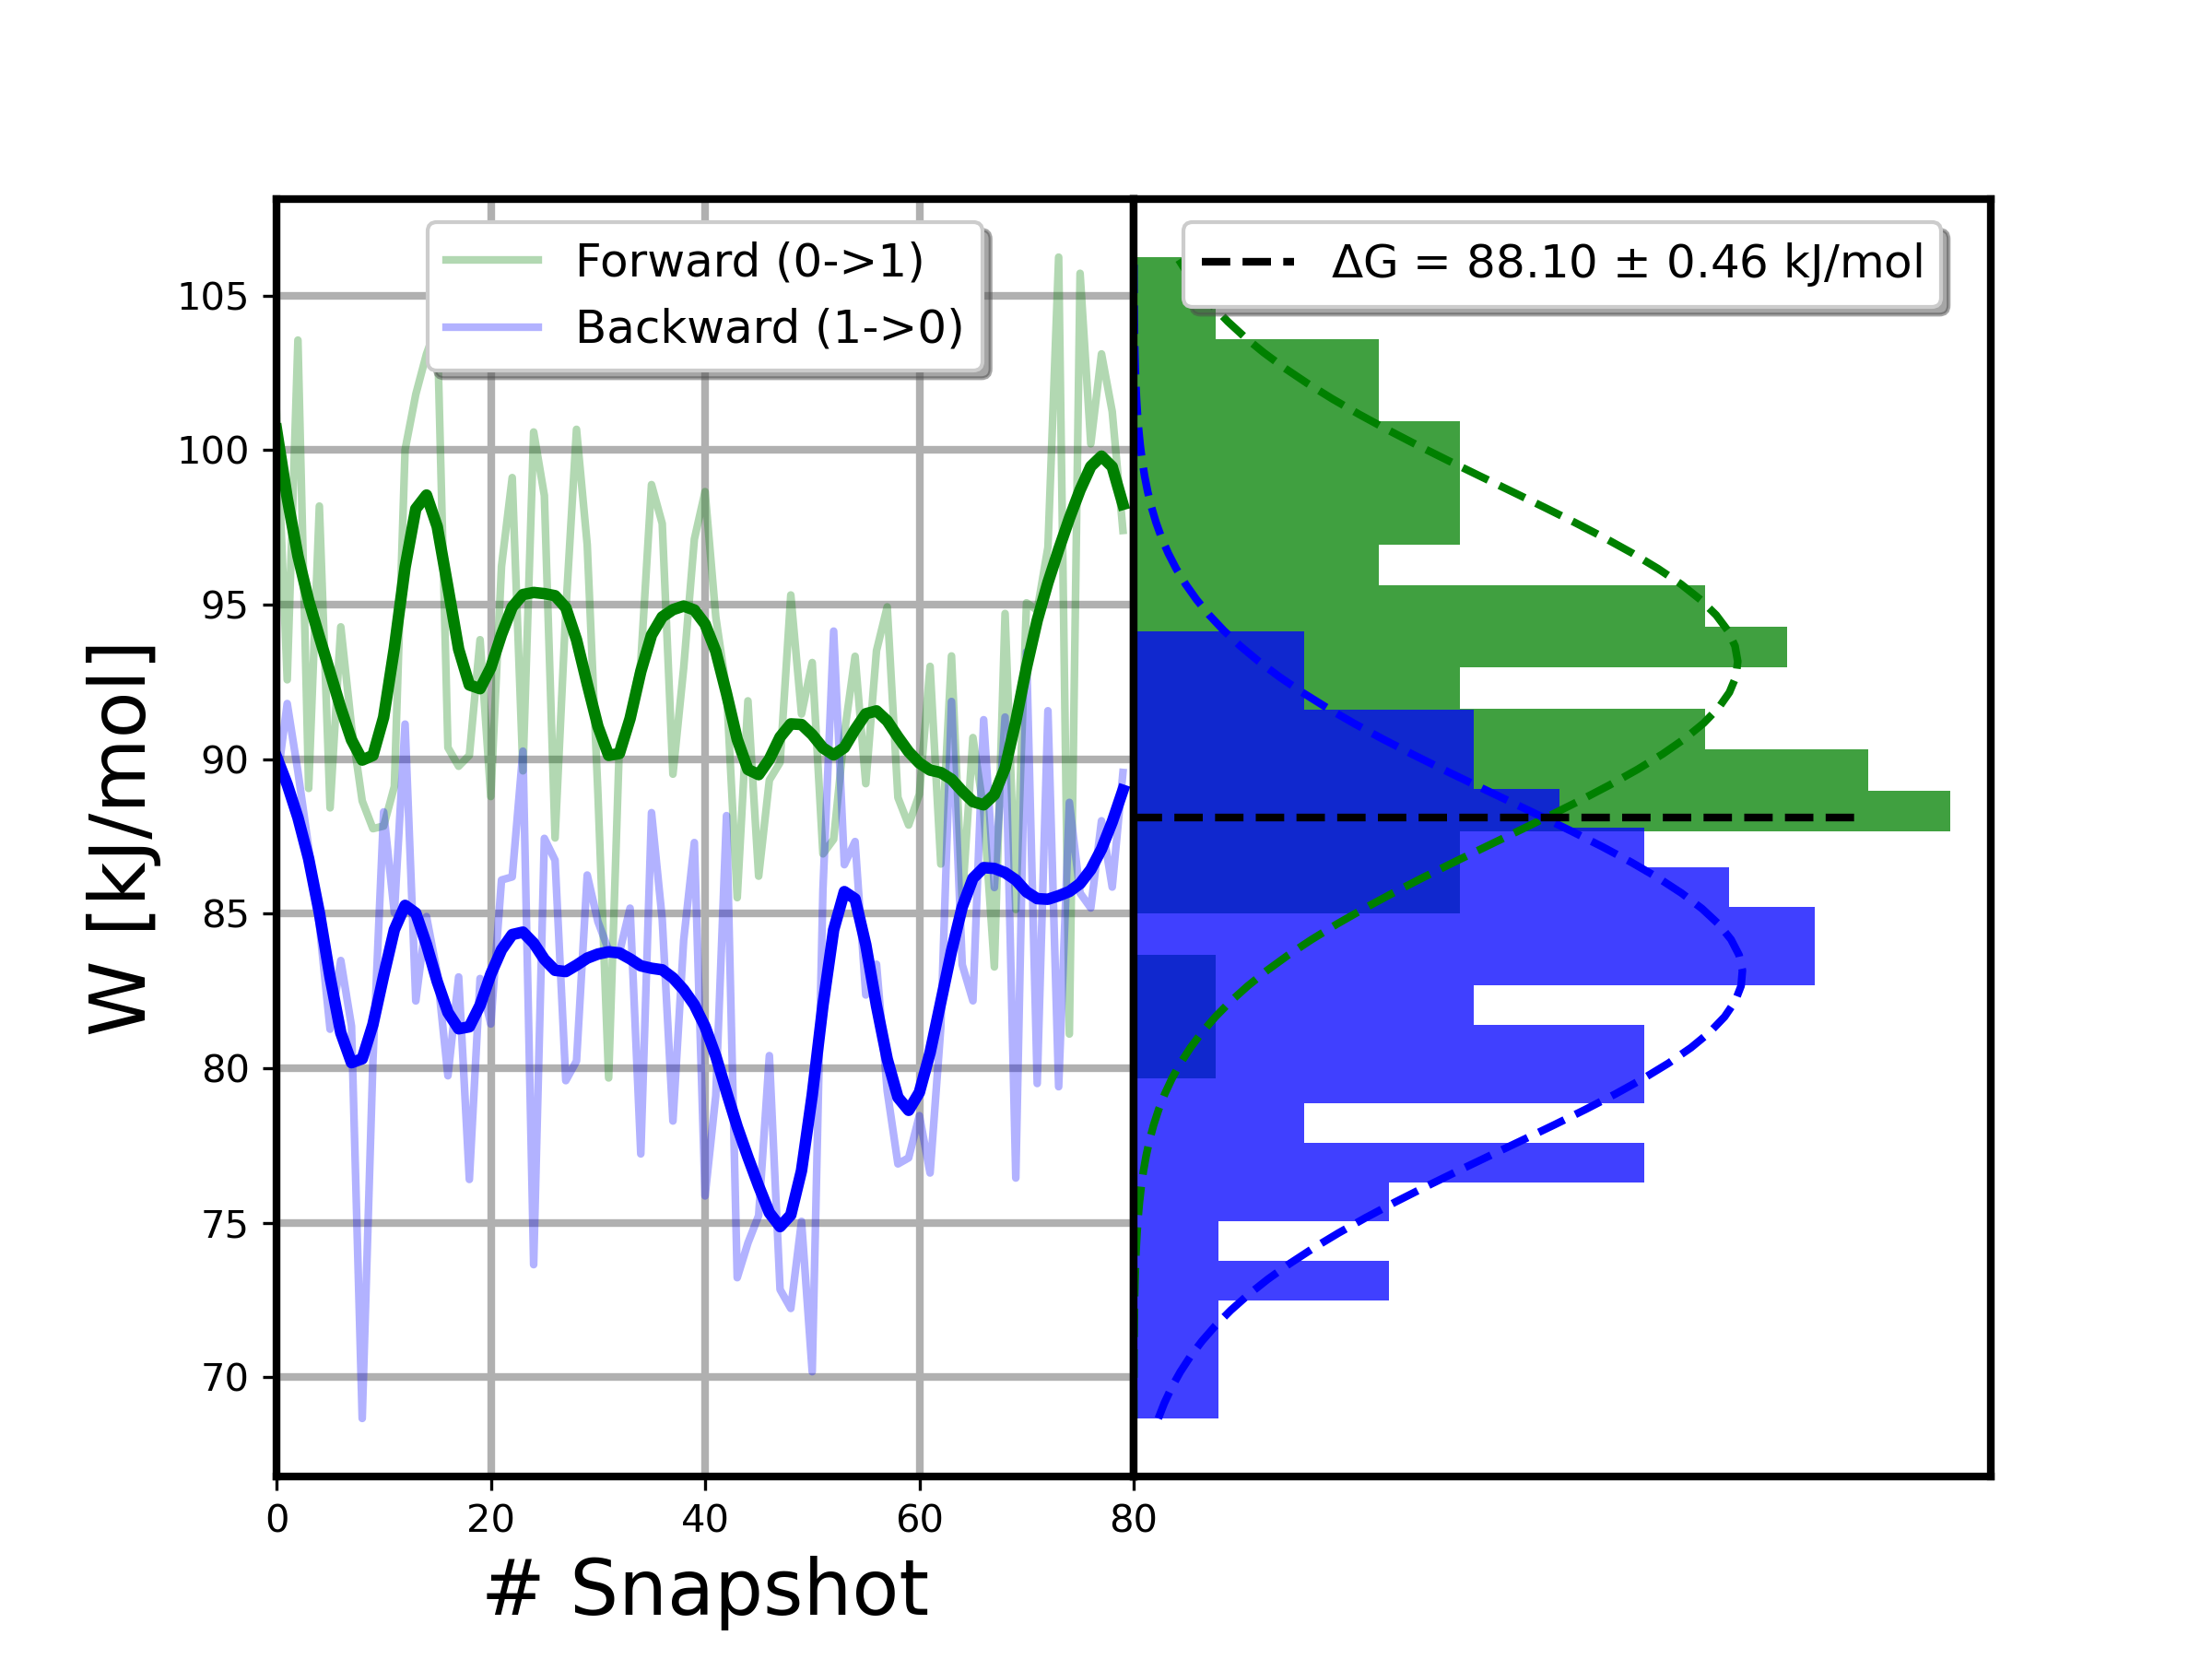 Forward (0->1)
Backward (1->0)
ΔG = 88.10 ± 0.46 kJ/mol
105
100
95
90
85
80
75
70
W [kJ/mol]
0
20
40
60
80
# Snapshot